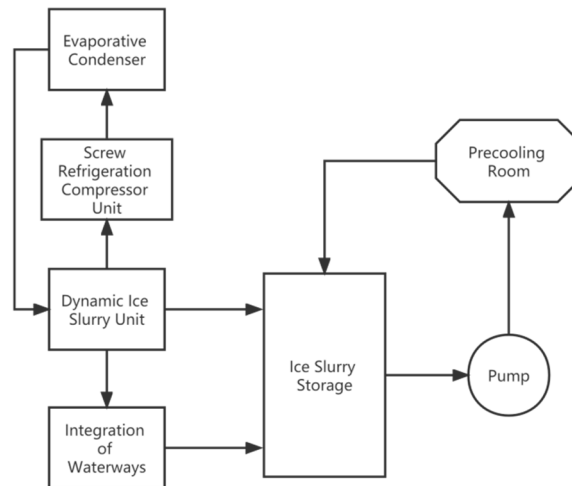 Evaporative
Condenser
Screw
Refrigeration
Compressor
Unit
Precooling
Room
Dynamic Ice
Slurry Unit
Ice Slurry
Storage
Pump
Integration
of
Waterways